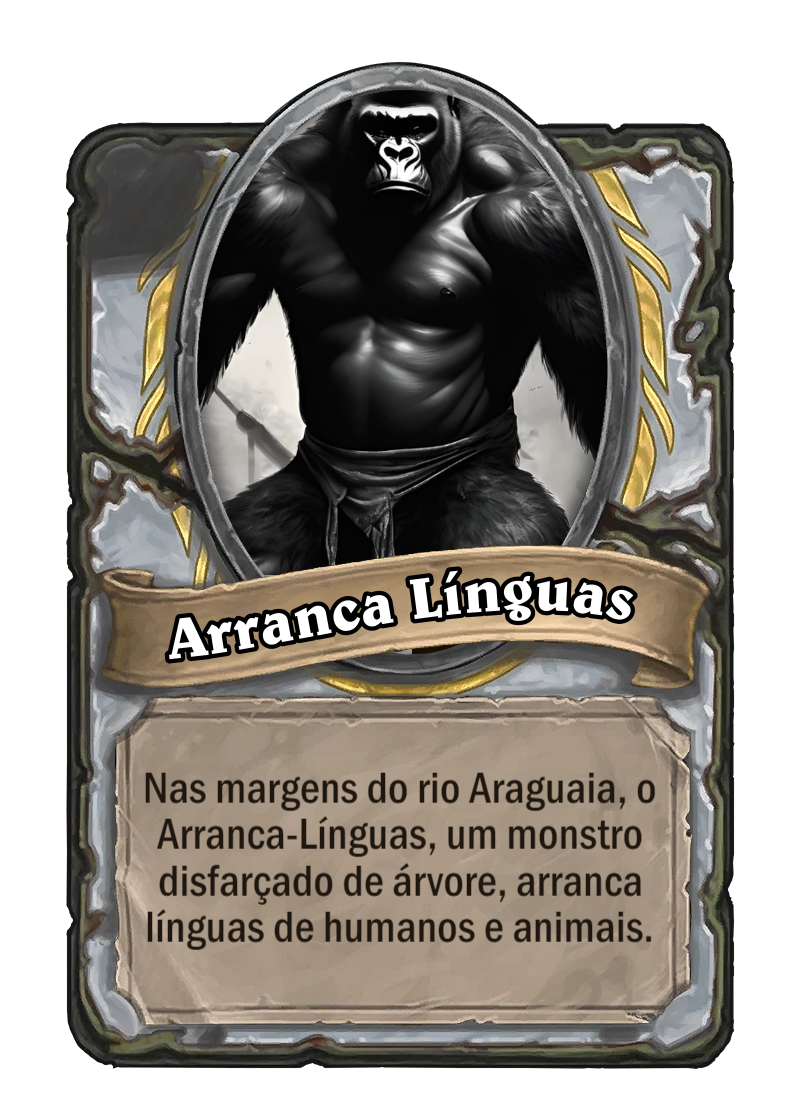 Arranca Línguas
Nas margens do rio Araguaia, o
Arranca-Línguas, um monstro
disfarçado de árvore, arranca
línguas de humanos e animais.